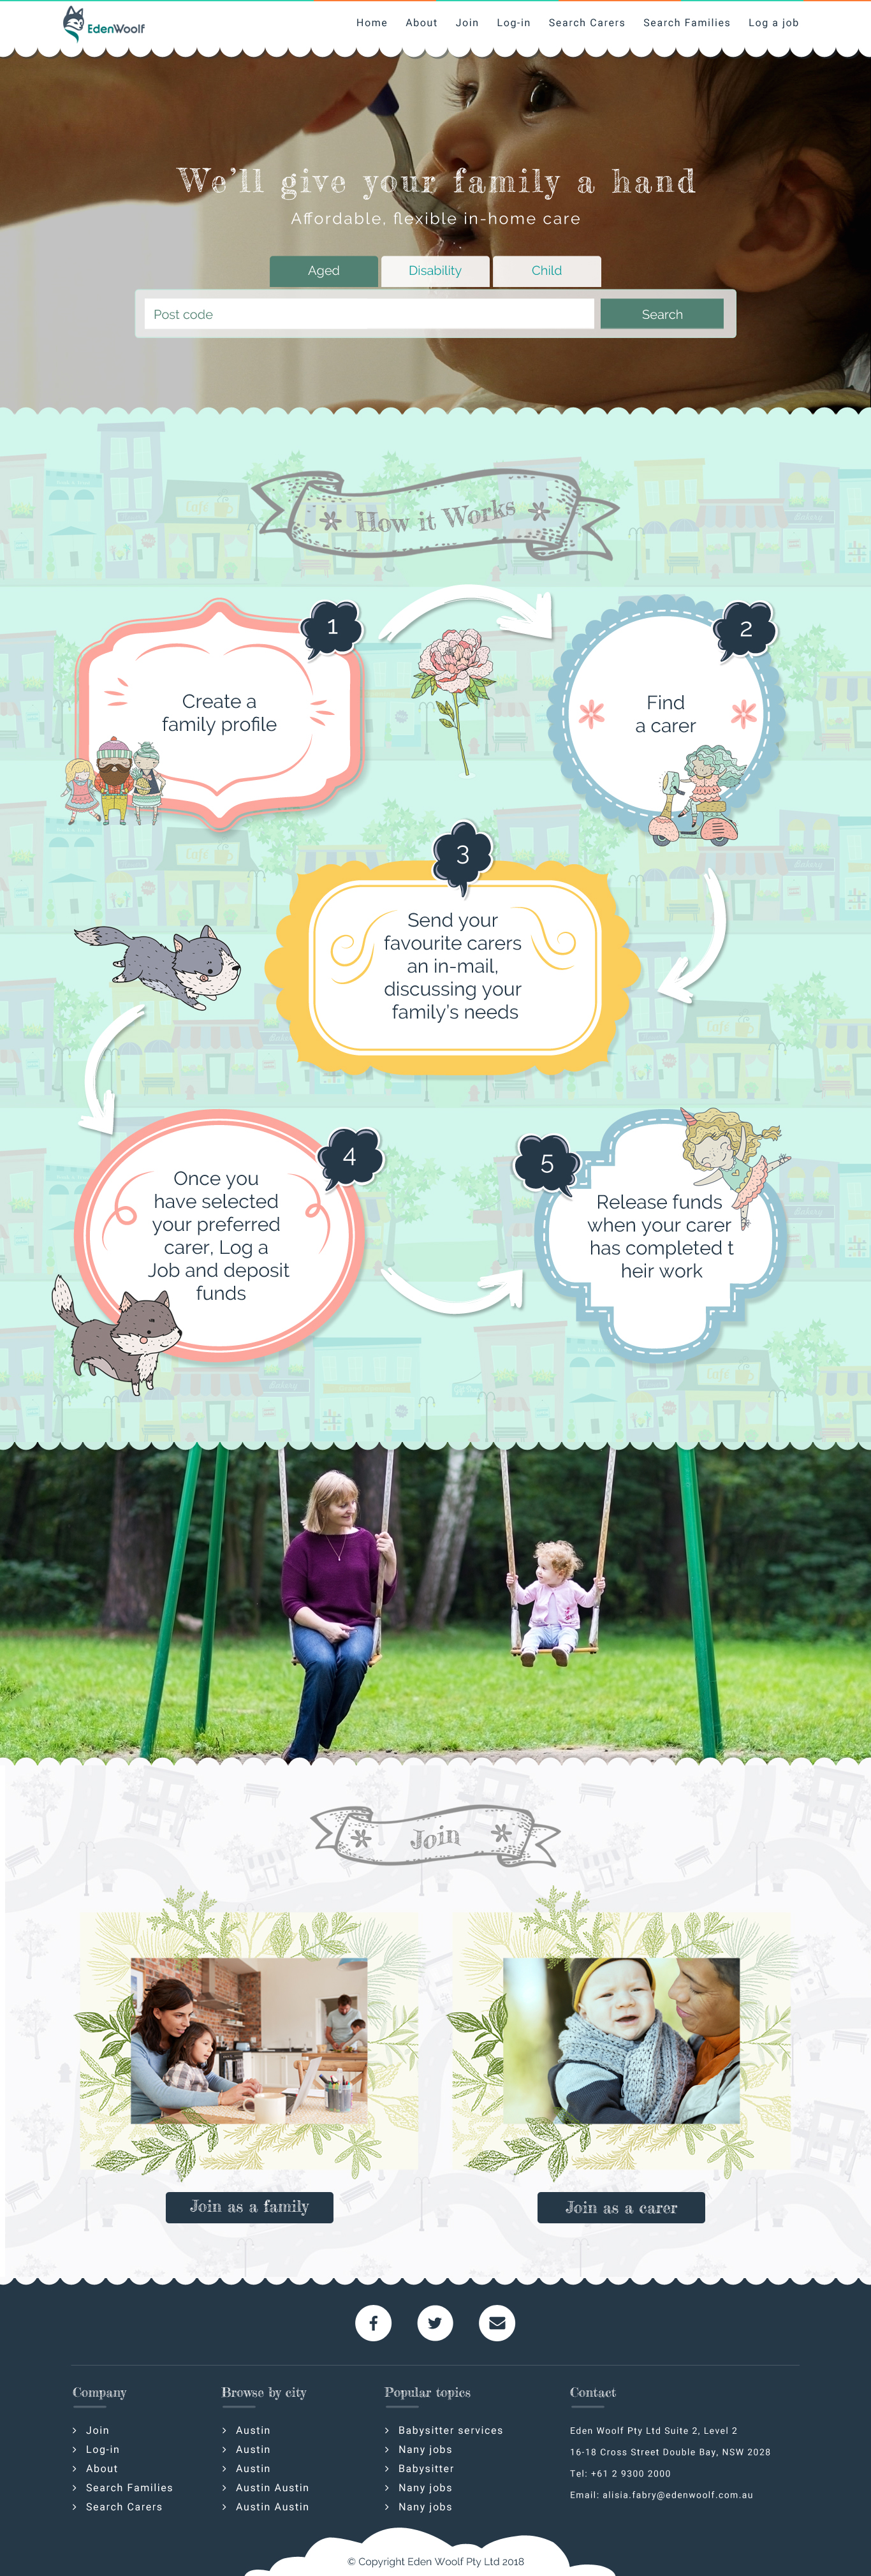 EdenWoolf
Home About Join Log-in Search Carers Search Families Log a job
We'll give your family a hand
Affordable, flexible in-home care
Aged Disability Child
Post code Search
How it Works
1
Create a
family profile
2
Find
a carer
3
Send your
favourite carers
an in-mail,
discussing your
family's needs
4
Once you
have selected
your preferred
carer, Log a
Job and deposit
funds
5
Release funds
when your carer
has completed t
heir work
Join
Join as a family
Join as a carer
Company
Join
Log-in
About
Search Families
Search Carers
Browse by city
Austin
Austin
Austin
Austin Austin
Austin Austin
Popular topics
Babysitter services
Nany jobs
Babysitter
Nany jobs
Nany jobs
Contact
Eden Woolf Pty Ltd Suite 2, Level 2
16-18 Cross Street Double Bay, NSW 2028
Tel: +61 2 9300 2000
Email: alisia.fabry@edenwoolf.com.au
© Copyright Eden Woolf Pty Ltd 2018